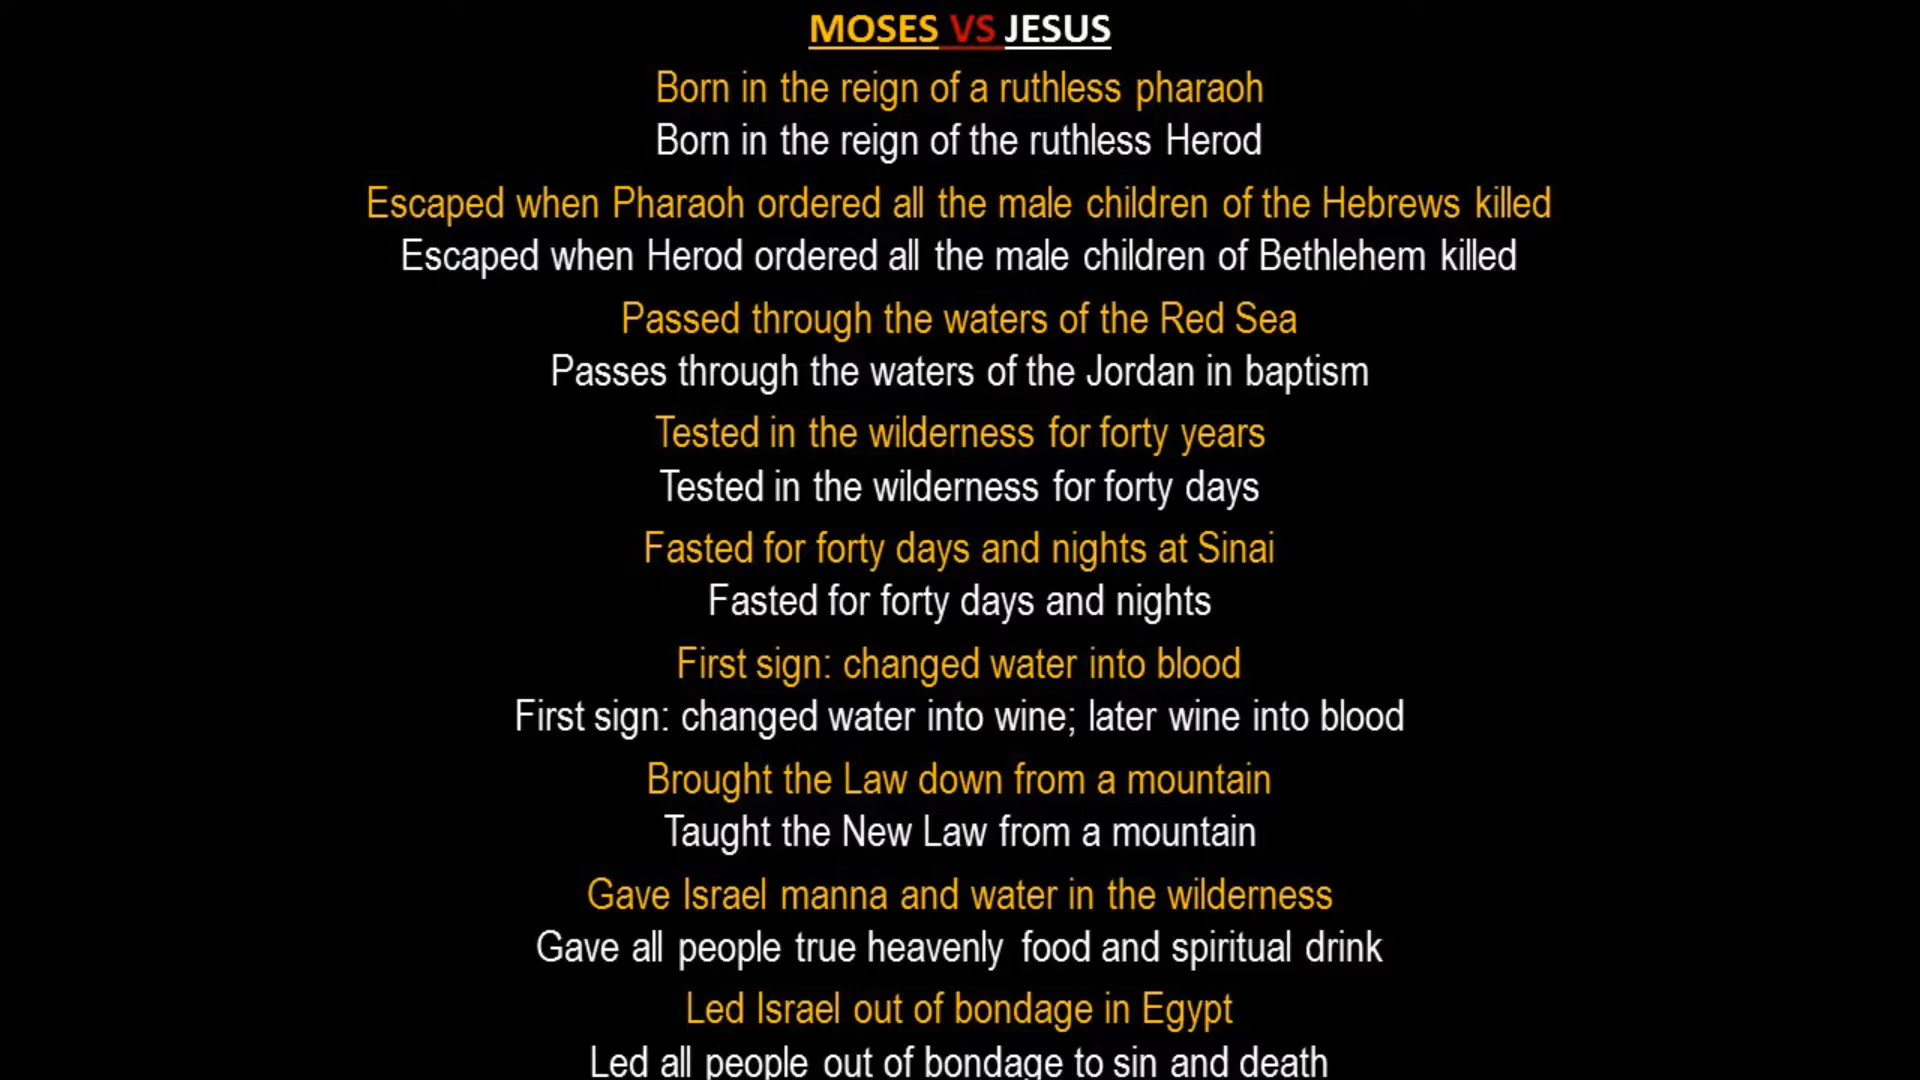 MOSES VS JESUS
Born in the reign of a ruthless pharaoh
Born in the reign of the ruthless Herod
Escaped when Pharaoh ordered all the male children of the Hebrews killed
Escaped when Herod ordered all the male children of Bethlehem killed
Passed through the waters of the Red Sea
Passes through the waters of the Jordan in baptism
Tested in the wilderness for forty years
Tested in the wilderness for forty days
Fasted for forty days and nights at Sinai
Fasted for forty days and nights
First sign: changed water into blood
First sign: changed water into wine; later wine into blood
Brought the Law down from a mountain
Taught the New Law from a mountain
Gave Israel manna and water in the wilderness
Gave all people true heavenly food and spiritual drink
Led Israel out of bondage in Egypt
Led all people out of bondage to sin and death